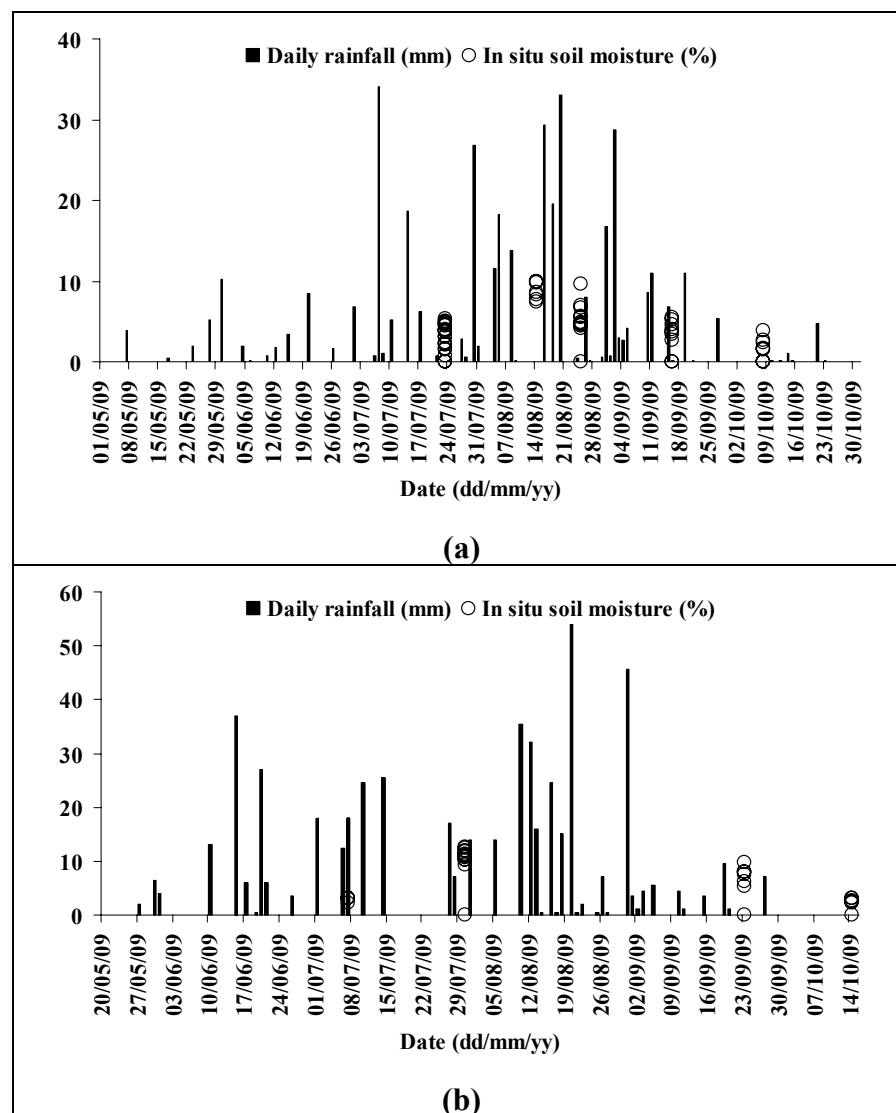 40
■ Daily rainfall (mm) ○ In situ soil moisture (%)
30
20
10
0
01/05/09 08/05/09 15/05/09 22/05/09 29/05/09 05/06/09 12/06/09 19/06/09 26/06/09 03/07/09 10/07/09 17/07/09 24/07/09 31/07/09 07/08/09 14/08/09 21/08/09 28/08/09 04/09/09 11/09/09 18/09/09 25/09/09 02/10/09 09/10/09 16/10/09 23/10/09 30/10/09
Date (dd/mm/yy)
(a)
60
■ Daily rainfall (mm) ○ In situ soil moisture (%)
50
40
30
20
10
0
20/05/09 27/05/09 03/06/09 10/06/09 17/06/09 24/06/09 01/07/09 08/07/09 15/07/09 22/07/09 29/07/09 05/08/09 12/08/09 19/08/09 26/08/09 02/09/09 09/09/09 16/09/09 23/09/09 30/09/09 07/10/09 14/10/09
Date (dd/mm/yy)
(b)